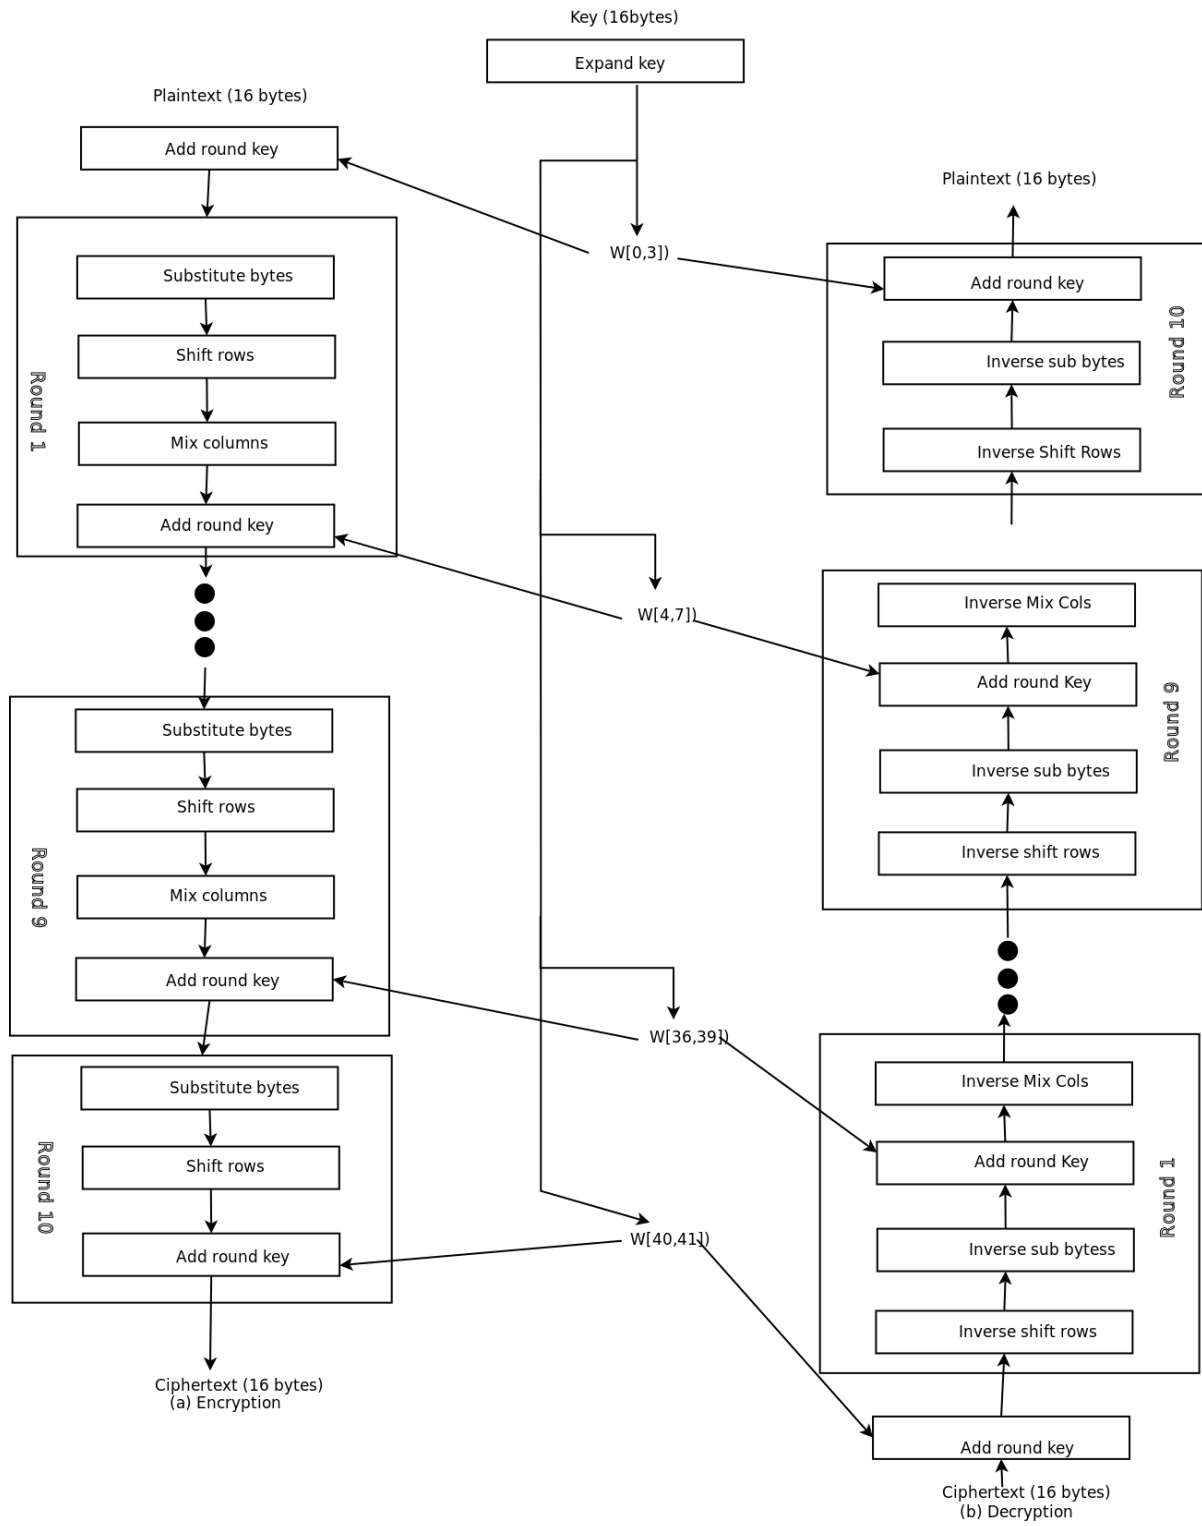 Key (16bytes)
Expand key
Plaintext (16 bytes)
Add round key
Round 1
Substitute bytes
Shift rows
Mix columns
Add round key
Round 9
Substitute bytes
Shift rows
Mix columns
Add round key
Round 10
Substitute bytes
Shift rows
Add round key
Ciphertext (16 bytes)
(a) Encryption
W[0,3])
W[4,7])
W[36,39])
W[40,41])
Plaintext (16 bytes)
Add round key
Inverse sub bytes
Inverse Shift Rows
Round 10
Inverse Mix Cols
Add round Key
Inverse sub bytes
Inverse shift rows
Round 9
Inverse Mix Cols
Add round Key
Inverse sub bytess
Inverse shift rows
Round 1
Add round key
Ciphertext (16 bytes)
(b) Decryption